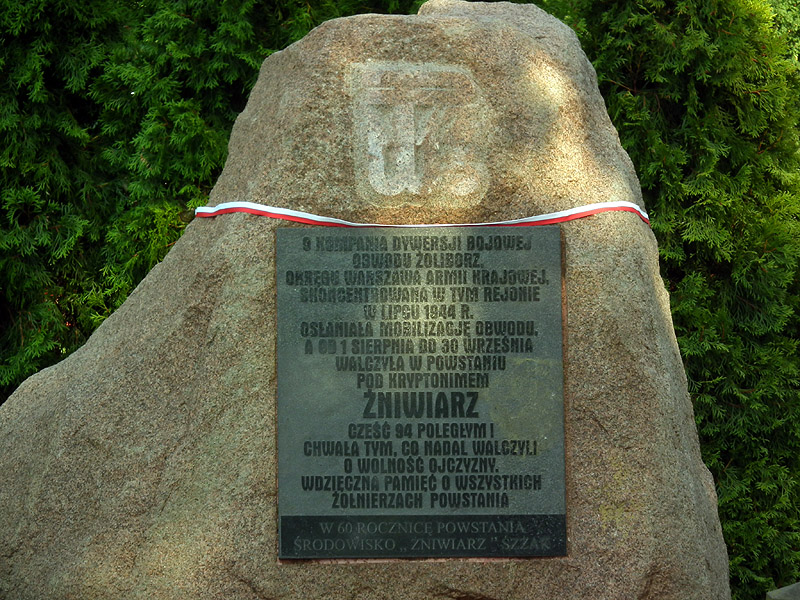 9 KOMPANIA DYWERSJI BOJOWEJ
OBWODU ŻOLIBORZ,
OKRĘGU WARSZAWA ARMII KRAJOWEJ,
SKONCENTROWANA W TYM REJONIE
W LIPCU 1944 R.
OSŁANIAŁA MOBILIZACJĘ OBWODU,
A OD 1 SIERPNIA DO 30 WRZEŚNIA
WALCZYŁA W POWSTANIU
POD KRYPTONIMEM
ŻNIWIARZ
CZEŚĆ 94 POLEGŁYM I
CHWAŁA TYM, CO NADAL WALCZYLI
O WOLNOŚĆ OJCZYZNY.
WDZIĘCZNA PAMIĘĆ O WSZYSTKICH
ŻOŁNIERZACH POWSTANIA
W 60 ROCZNICĘ POWSTANIA
ŚRODOWISKO „ ŻNIWIARZ " ŚZŻAK